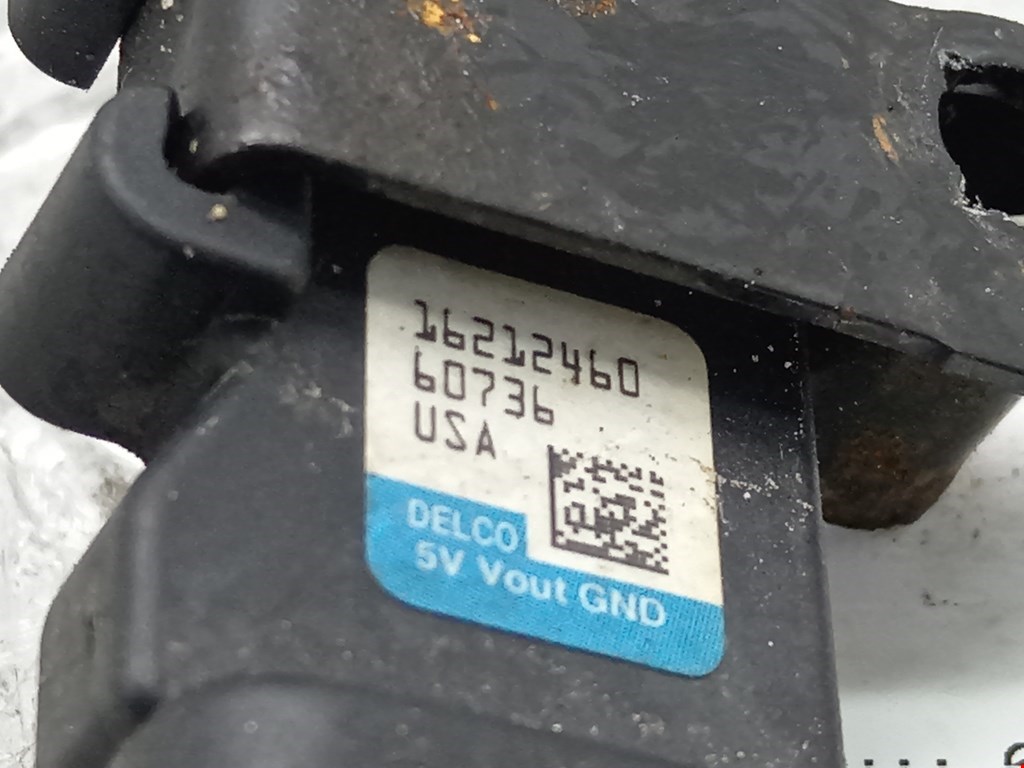 16212460
60736
USA
DELCO
5V Vout GND